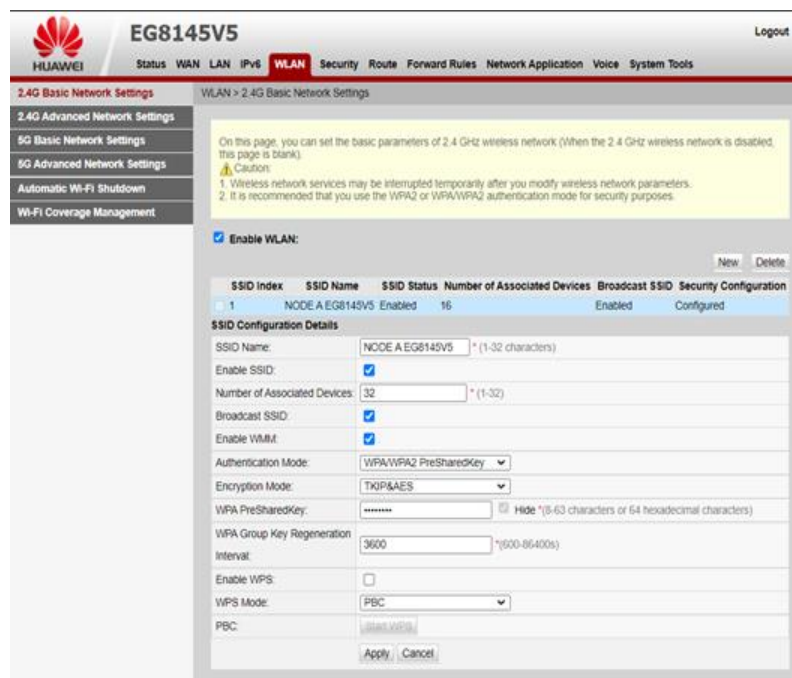 EG8145V5
Logout
HUAWEI
Status WAN LAN IPv6 WLAN Security Route Forward Rules Network Application Voice System Tools
2.4G Basic Network Settings
WLAN > 2.4G Basic Network Settings
2.4G Advanced Network Settings
5G Basic Network Settings
5G Advanced Network Settings
Automatic Wi-Fi Shutdown
Wi-Fi Coverage Management
On this page, you can set the basic parameters of 2.4 GHz wireless network (When the 2.4 GHz wireless network is disabled,
this page is blank).
Caution:
1. Wireless network services may be interrupted temporarily after you modify wireless network parameters.
2. It is recommended that you use the WPA2 or WPA/WPA2 authentication mode for security purposes.
Enable WLAN:
New Delete
SSID Index SSID Name SSID Status Number of Associated Devices Broadcast SSID Security Configuration
1 NODE A EG8145V5 Enabled 16 Enabled Configured
SSID Configuration Details
SSID Name: NODE A EG8145V5 * (1-32 characters)
Enable SSID:
Number of Associated Devices: 32 * (1-32)
Broadcast SSID:
Enable WMM:
Authentication Mode: WPA/WPA2 PreSharedKey
Encryption Mode: TKIP&AES
WPA PreSharedKey: •••••••• Hide *(8-63 characters or 64 hexadecimal characters)
WPA Group Key Regeneration
Interval: 3600 *(600-86400s)
Enable WPS:
WPS Mode: PBC
PBC: Start WPS
Apply Cancel